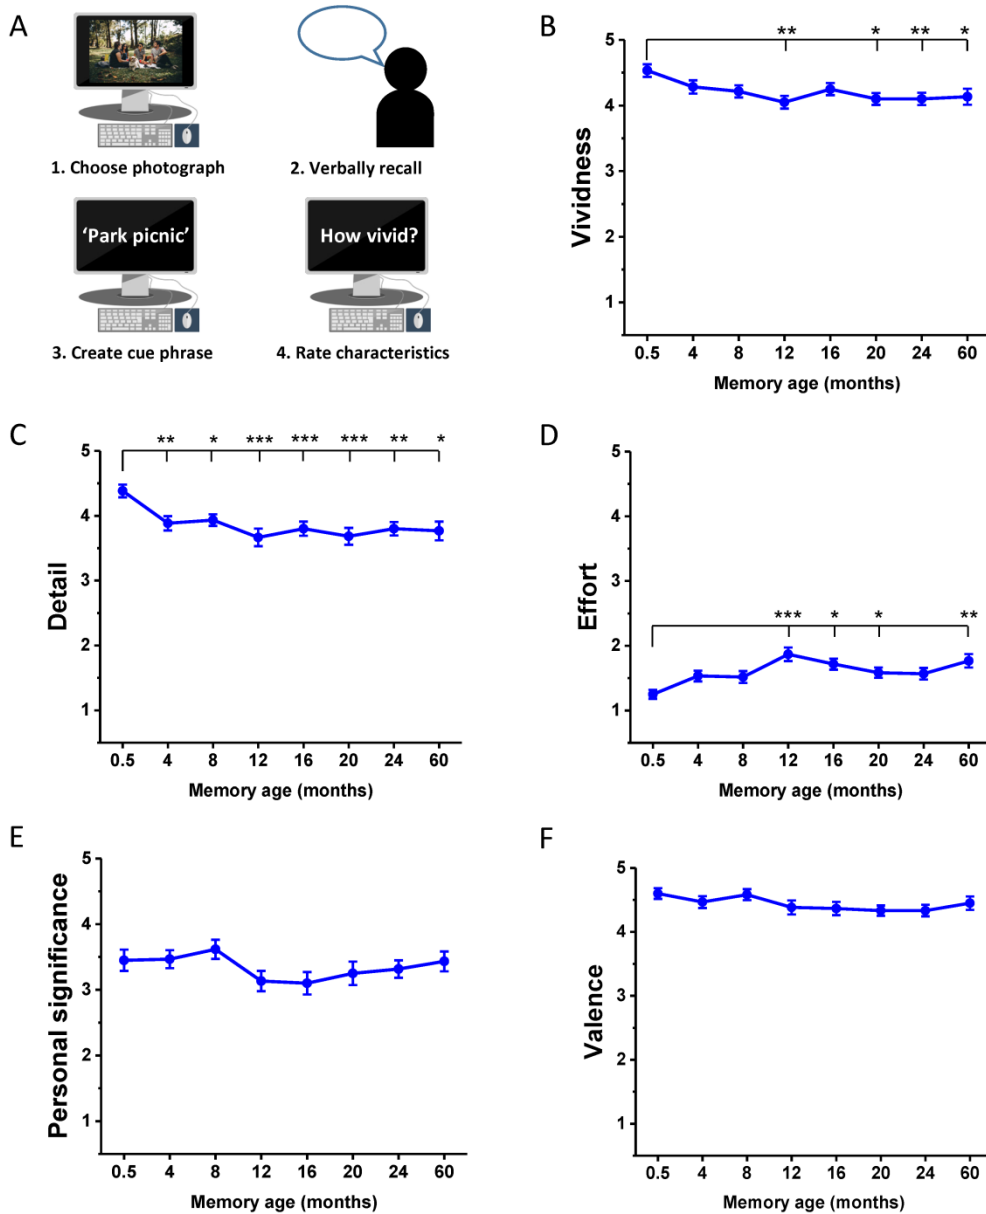 A
1. Choose photograph
2. Verbally recall
‘Park picnic’
How vivid?
3. Create cue phrase
4. Rate characteristics
B
** * ** *
5
4
3
2
1
Vividness
0.5 4 8 12 16 20 24 60
Memory age (months)
C
** * *** *** *** ** *
5
4
3
2
1
Detail
0.5 4 8 12 16 20 24 60
Memory age (months)
D
*** * * **
5
4
3
2
1
Effort
0.5 4 8 12 16 20 24 60
Memory age (months)
E
5
4
3
2
1
Personal significance
0.5 4 8 12 16 20 24 60
Memory age (months)
F
5
4
3
2
1
Valence
0.5 4 8 12 16 20 24 60
Memory age (months)